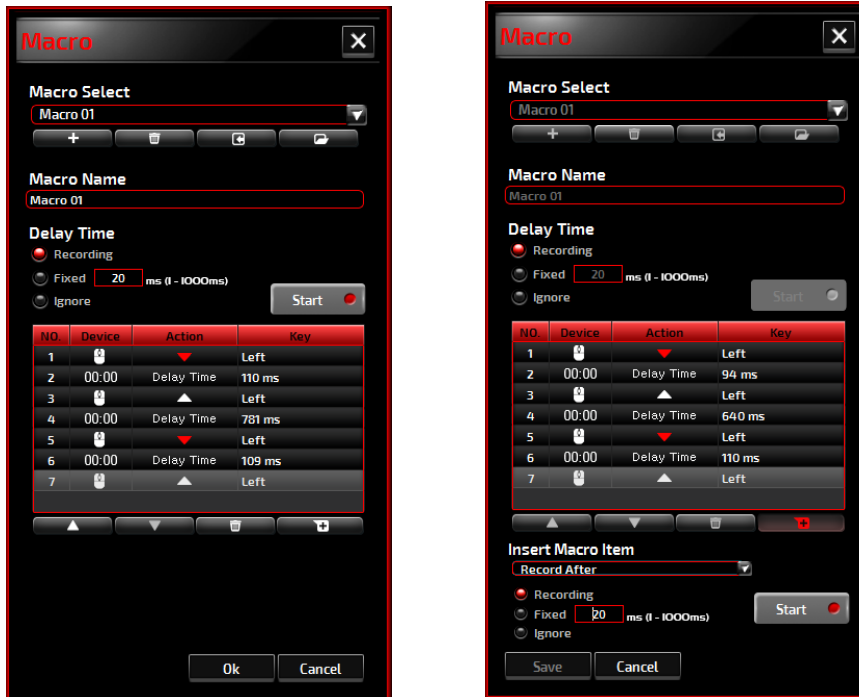 Macro
Macro Select
Macro 01
Macro Name
Macro 01
Delay Time
Recording
Fixed 20 ms (1 - 1000ms)
Ignore
Start
NO. Device Action Key
1 Left
2 00:00 Delay Time 110 ms
3 Left
4 00:00 Delay Time 781 ms
5 Left
6 00:00 Delay Time 109 ms
7 Left
Ok Cancel
Macro
Macro Select
Macro 01
Macro Name
Macro 01
Delay Time
Recording
Fixed 20 ms (1 - 1000ms)
Ignore
Start
NO. Device Action Key
1 Left
2 00:00 Delay Time 94 ms
3 Left
4 00:00 Delay Time 640 ms
5 Left
6 00:00 Delay Time 110 ms
7 Left
Insert Macro Item
Record After
Recording
Fixed 20 ms (1 - 1000ms)
Ignore
Start
Save Cancel